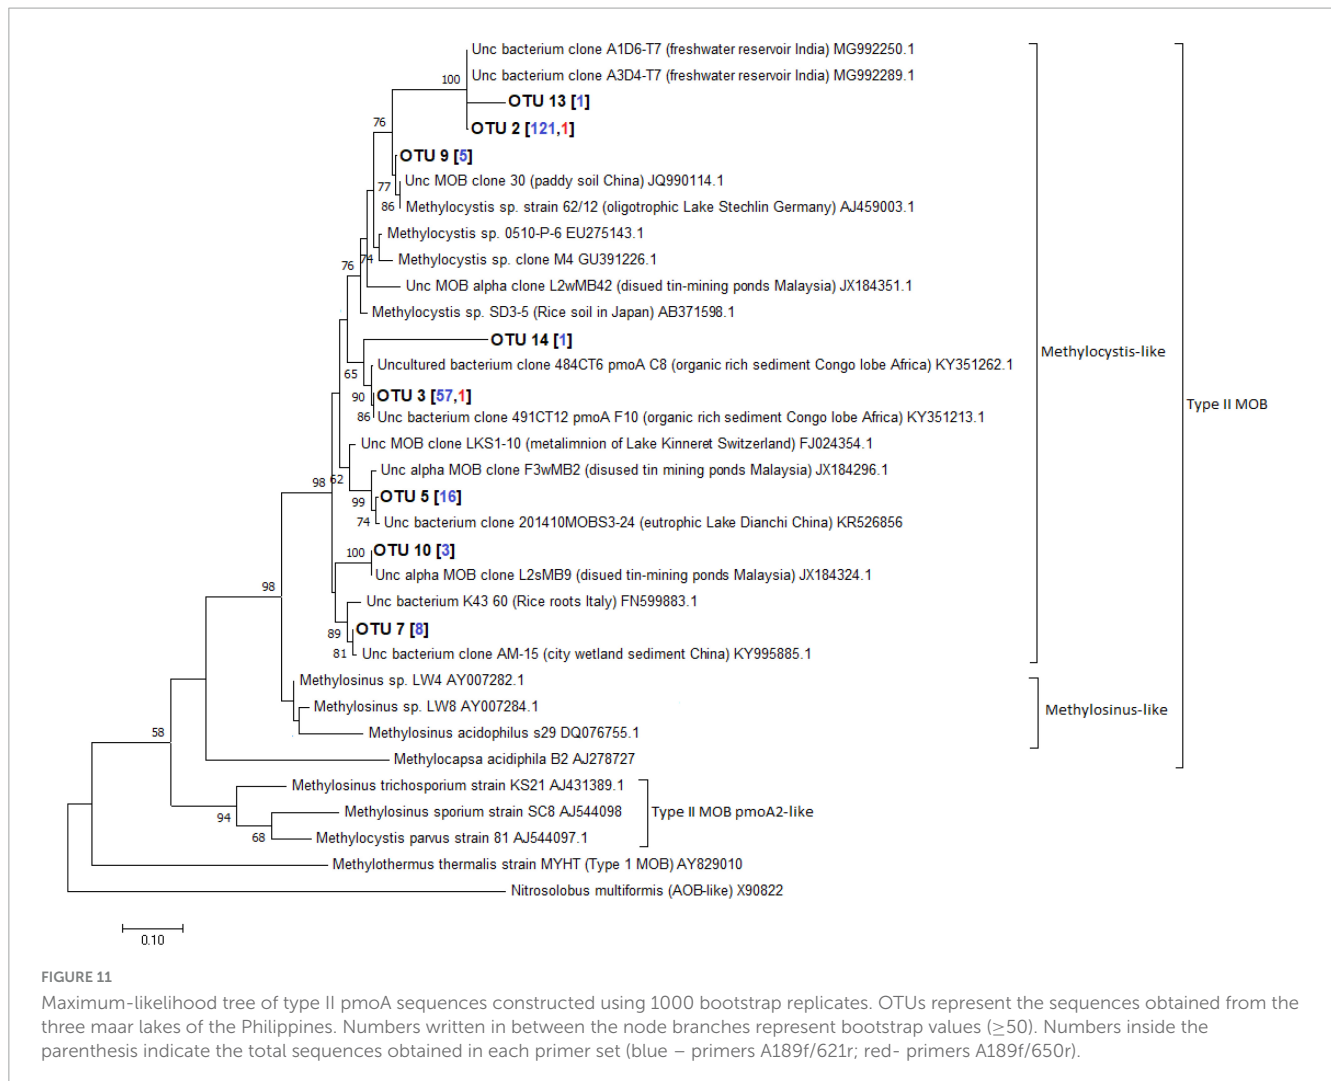 Unc bacterium clone A1D6-T7 (freshwater reservoir India) MG992250.1
Unc bacterium clone A3D4-T7 (freshwater reservoir India) MG992289.1
100
OTU 13 [1]
76
OTU 2 [121,1]
OTU 9 [5]
Unc MOB clone 30 (paddy soil China) JQ990114.1
77
86
Methylocystis sp. strain 62/12 (oligotrophic Lake Stechlin Germany) AJ459003.1
Methylocystis sp. 0510-P-6 EU275143.1
74
Methylocystis sp. clone M4 GU391226.1
76
Unc MOB alpha clone L2wMB42 (disued tin-mining ponds Malaysia) JX184351.1
Methylocystis sp. SD3-5 (Rice soil in Japan) AB371598.1
OTU 14 [1]
Methylocystis-like
Uncultured bacterium clone 484CT6 pmoA C8 (organic rich sediment Congo lobe Africa) KY351262.1
65
90
OTU 3 [57,1]
Type II MOB
86
Unc bacterium clone 491CT12 pmoA F10 (organic rich sediment Congo lobe Africa) KY351213.1
Unc MOB clone LKS1-10 (metalimnion of Lake Kinneret Switzerland) FJ024354.1
Unc alpha MOB clone F3wMB2 (disused tin mining ponds Malaysia) JX184296.1
98
62
99
OTU 5 [16]
74
Unc bacterium clone 201410MOBS3-24 (eutrophic Lake Dianchi China) KR526856
100
OTU 10 [3]
Unc alpha MOB clone L2sMB9 (disued tin-mining ponds Malaysia) JX184324.1
98
Unc bacterium K43 60 (Rice roots Italy) FN599883.1
89
OTU 7 [8]
81
Unc bacterium clone AM-15 (city wetland sediment China) KY995885.1
Methylosinus sp. LW4 AY007282.1
Methylosinus sp. LW8 AY007284.1
Methylosinus-like
Methylosinus acidophilus s29 DQ076755.1
58
Methylocapsa acidiphila B2 AJ278727
Methylosinus trichosporium strain KS21 AJ431389.1
94
Methylosinus sporium strain SC8 AJ544098
Type II MOB pmoA2-like
68
Methylocystis parvus strain 81 AJ544097.1
Methylothermus thermalis strain MYHT (Type 1 MOB) AY829010
Nitrosolobus multiformis (AOB-like) X90822
0.10
FIGURE 11
Maximum-likelihood tree of type II pmoA sequences constructed using 1000 bootstrap replicates. OTUs represent the sequences obtained from the
three maar lakes of the Philippines. Numbers written in between the node branches represent bootstrap values (≥50). Numbers inside the
parenthesis indicate the total sequences obtained in each primer set (blue – primers A189f/621r; red- primers A189f/650r).